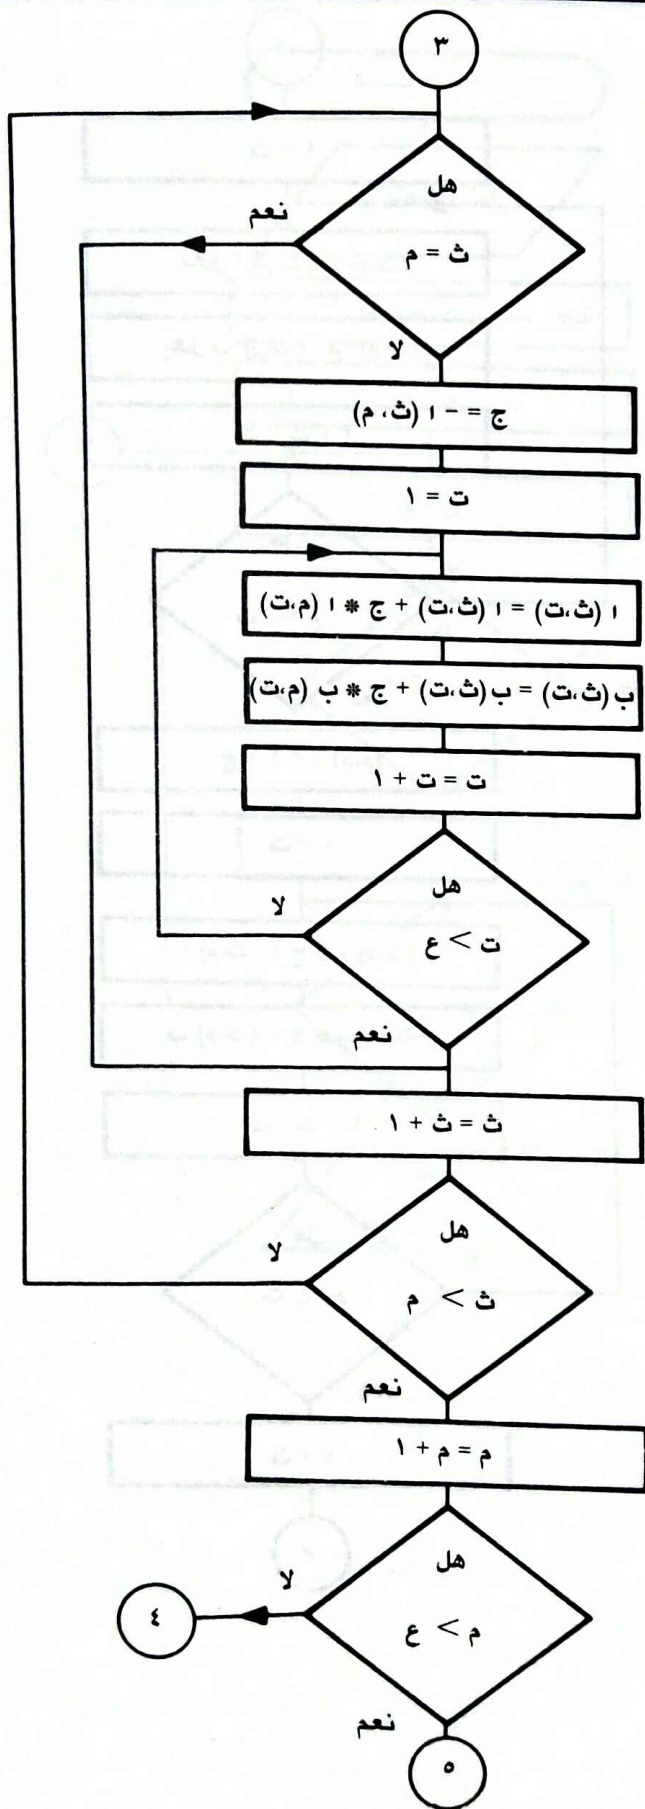 ٣
هل
ث = م
نعم
لا
ج = - ا (ث، م)
ت = ١
ا (ث،ت) = ا (ث،ت) + ج * ا (م،ت)
ب (ث،ت) = ب (ث،ت) + ج * ب (م،ت)
ت = ت + ١
هل
ت > ع
لا
نعم
ث = ث + ١
هل
ث > م
لا
نعم
م = م + ١
هل
م > ع
لا
٤
نعم
٥